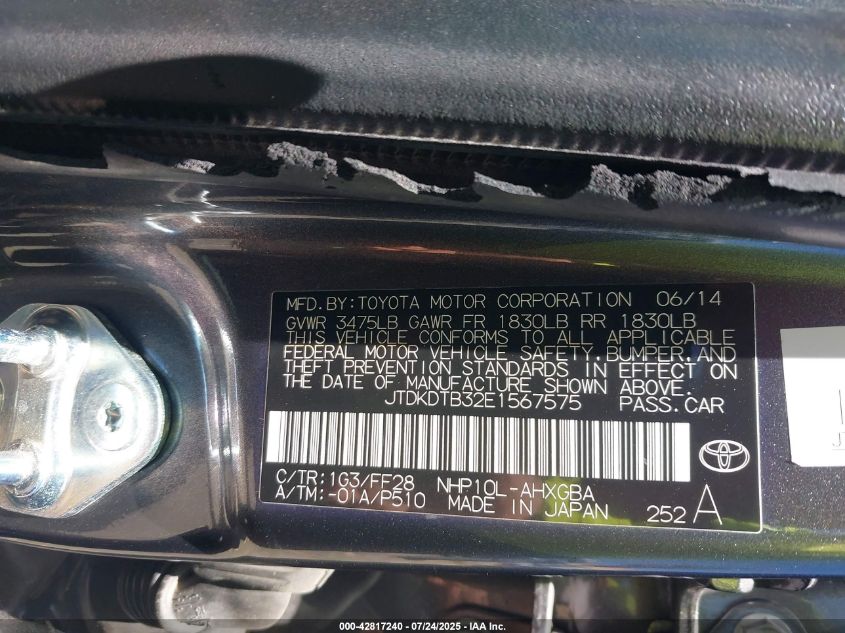 MFD.BY:TOYOTA MOTOR CORPORATION 06/14
GVWR 3475LB GAWR FR 1830LB RR 1830LB
THIS VEHICLE CONFORMS TO ALL APPLICABLE
FEDERAL MOTOR VEHICLE SAFETY, BUMPER, AND
THEFT PREVENTION STANDARDS IN EFFECT ON
THE DATE OF MANUFACTURE SHOWN ABOVE.
JTDKDTB32E1567575 PASS.CAR
C/TR:1G3/FF28 NHP10L-AHXGBA
A/TM:-01A/P510 MADE IN JAPAN 252 A
000-42817240 - 07/24/2025 - IAA Inc.